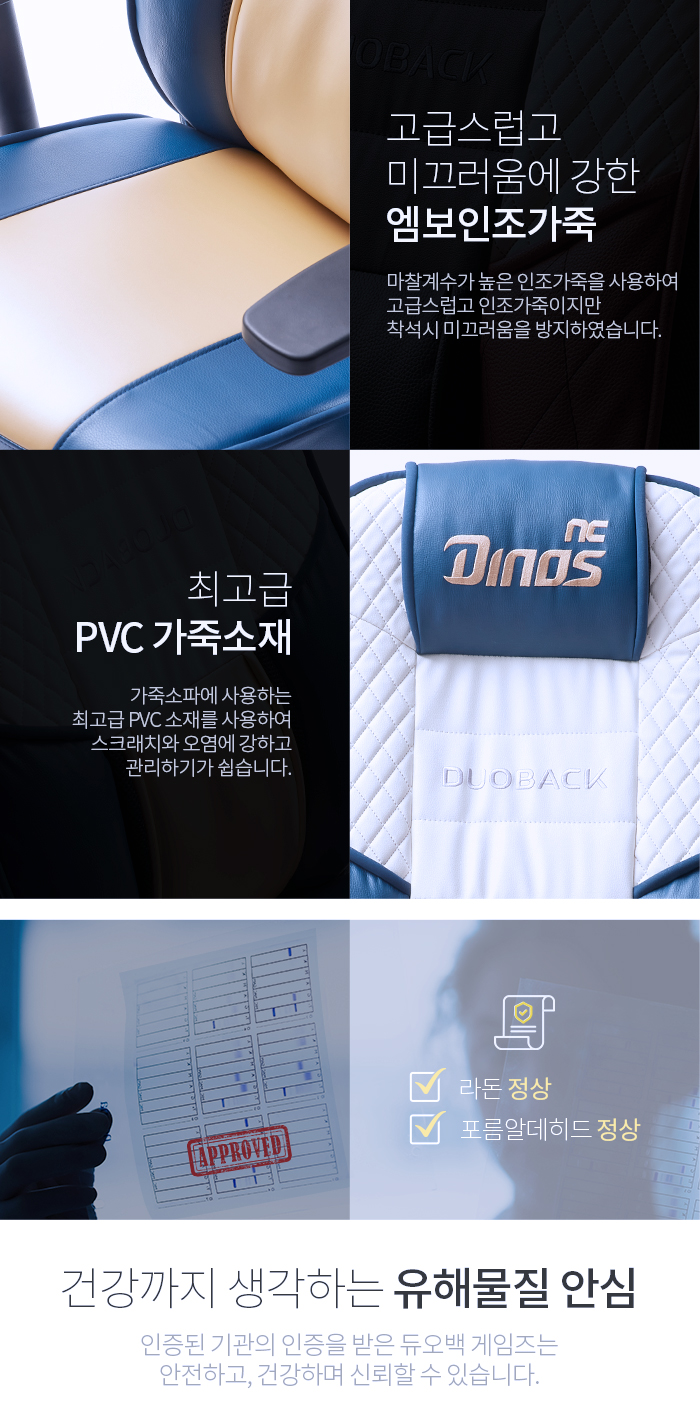 고급스럽고
미끄러움에 강한
엠보인조가죽
마찰계수가 높은 인조가죽을 사용하여
고급스럽고 인조가죽이지만
착석시 미끄러움을 방지하였습니다.
최고급
PVC 가죽소재
가죽소파에 사용하는
최고급 PVC 소재를 사용하여
스크래치와 오염에 강하고
관리하기가 쉽습니다.
NC
DINOS
DUOBACK
DUOBACK
APPROVED
라돈 정상
포름알데히드 정상
건강까지 생각하는 유해물질 안심
인증된 기관의 인증을 받은 듀오백 게임즈는
안전하고, 건강하며 신뢰할 수 있습니다.